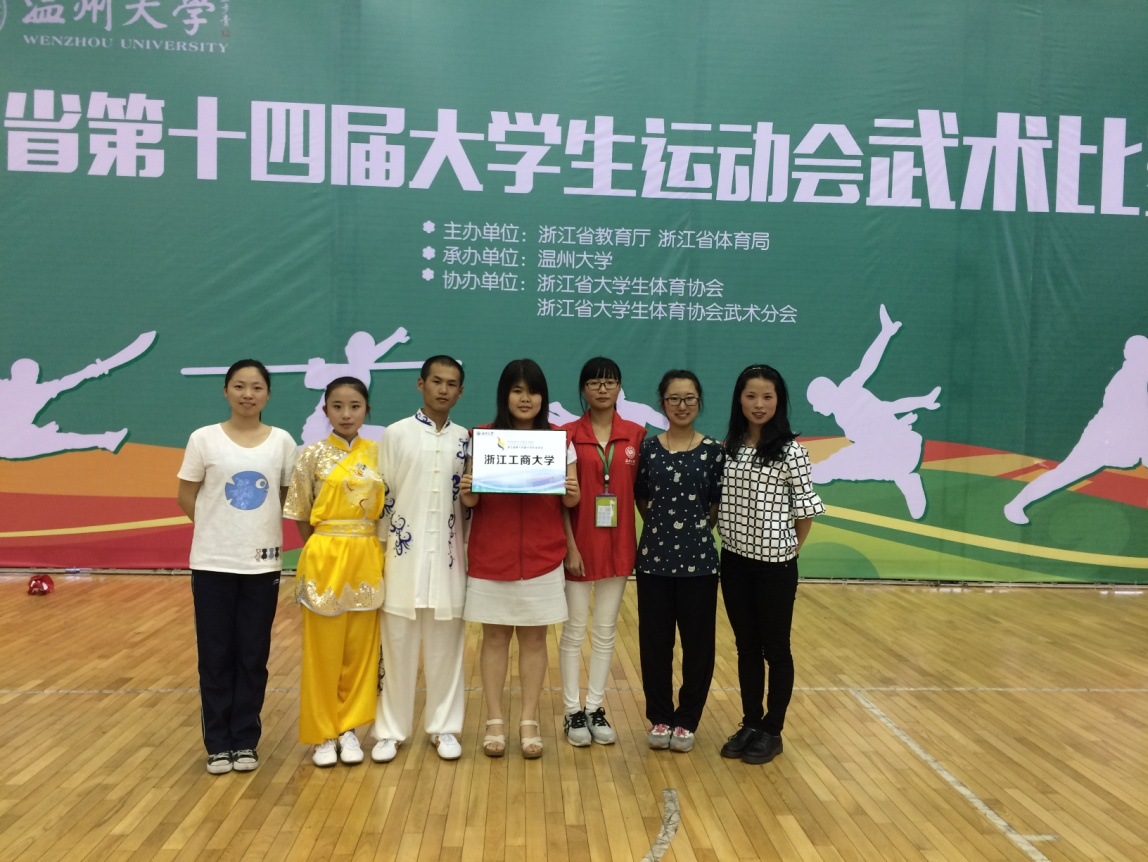 温州大学
WENZHOU UNIVERSITY
省第十四届大学生运动会武术比
主办单位：浙江省教育厅 浙江省体育局
承办单位：温州大学
协办单位：浙江省大学生体育协会
浙江省大学生体育协会武术分会
浙江工商大学